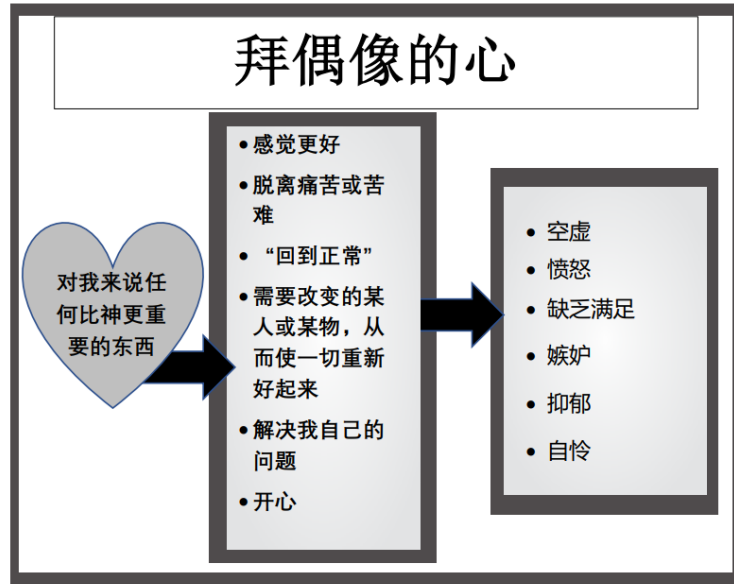 拜偶像的心
对我来说任
何比神更重
要的东西
•感觉更好
•脱离痛苦或苦
难
• “回到正常”
•需要改变的某
人或某物，从
而使一切重新
好起来
•解决我自己的
问题
•开心
• 空虚
• 愤怒
• 缺乏满足
• 嫉妒
• 抑郁
• 自怜